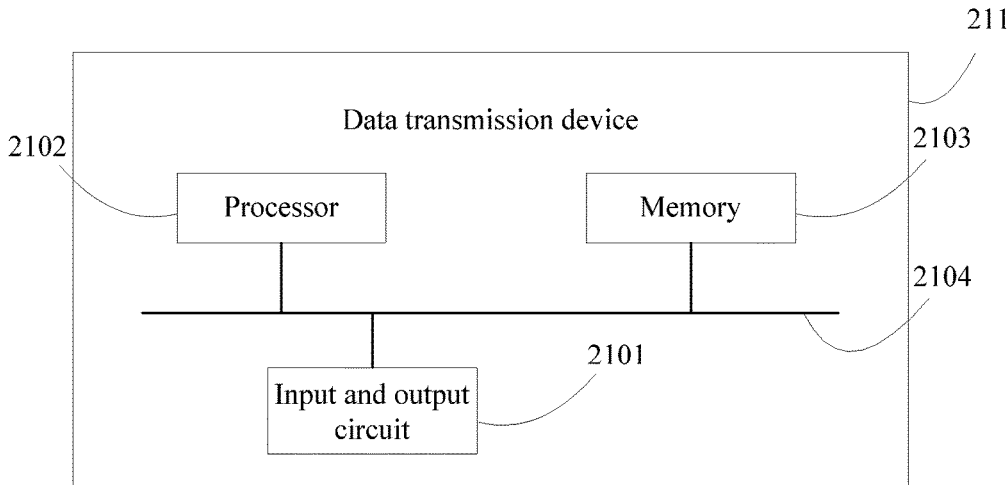 211
Data transmission device
2102
2103
Processor
Memory
2104
2101
Input and output
circuit